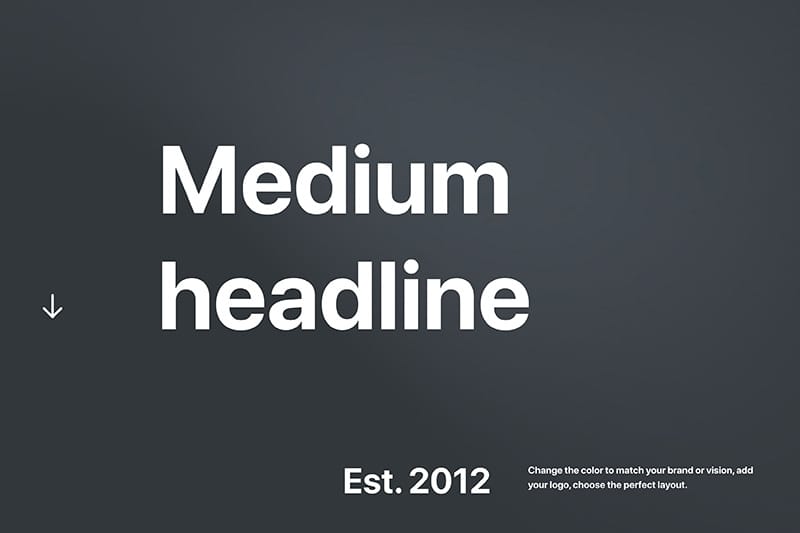 Medium
headline
Est. 2012
Change the color to match your brand or vision, add
your logo, choose the perfect layout.